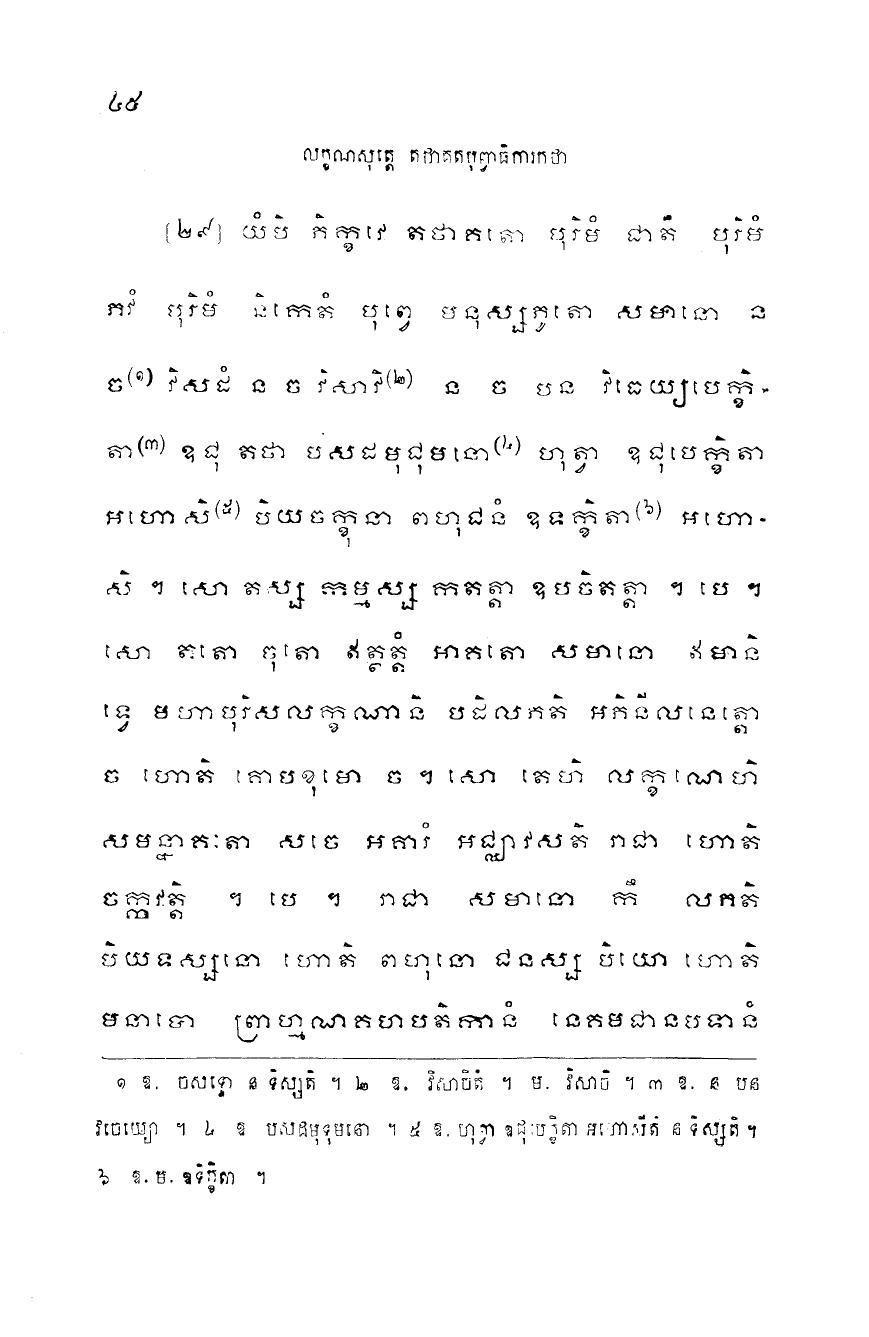 ៤៥
លក្ខណសុត្តេ តថាគតបុព្វាធិការកថា
[២៩] យំបិ ភិក្ខវេ តថាគតោ បុរិមំ ជាតឹ បុរិមំ
ភវំ បុរិមំ និកេតំ បុព្វេ មនុស្សភូតោ សមានោ ន
ច(១) វិសដំ ន ច វិសាវិ(២) ន ច បន វិធេយ្យបេក្ខិ-
តា(៣) ឧជុ តថា បសដមុជុមនោ(៤) ហុត្វា ឧជុបេក្ខិតា
អហោសិ(៥) បិយចក្ខុនា ពហុជនំ ឧទក្ខិតា(៦) អហោ-
សិ ។ សោ តស្ស កម្មស្ស កតត្តា ឧបចិតត្តា ។ បេ ។
សោ តតោ ចុតោ ឥត្ថត្តំ អាគតោ សមានោ ឥមានិ
ទ្វេ មហាបុរិសលក្ខណានិ បដិលភតិ អភិនីលនេត្តោ
ច ហោតិ គោបខុមោ ច ។ សោ តេហិ លក្ខណេហិ
សមន្នាគតោ សចេ អគារំ អជ្ឈាវសតិ រាជា ហោតិ
ចក្កវត្តិ ។ បេ ។ រាជា សមានោ កឹ លភតិ
បិយទស្សនោ ហោតិ ពហុនោ ជនស្ស បិយោ ហោតិ
មនាបោ ព្រាហ្មណគហបតិកានំ នេគមជានបទានំ
១ ឱ. ចសទ្ទោ ន ទិស្សតិ ។ ២ ឱ. វិសាចិតំ ។ ម. វិសាចិ ។ ៣ ឱ. ន បន
វិចេយ្យោ ។ ៤ ឱ បសដមុទុមនោ ។ ៥ ឱ. ហុត្វា ឧជុបេក្ខិតា អហោសីតិ ន ទិស្សតិ ។
៦ ឱ. ម. ឧទិក្ខិតា ។